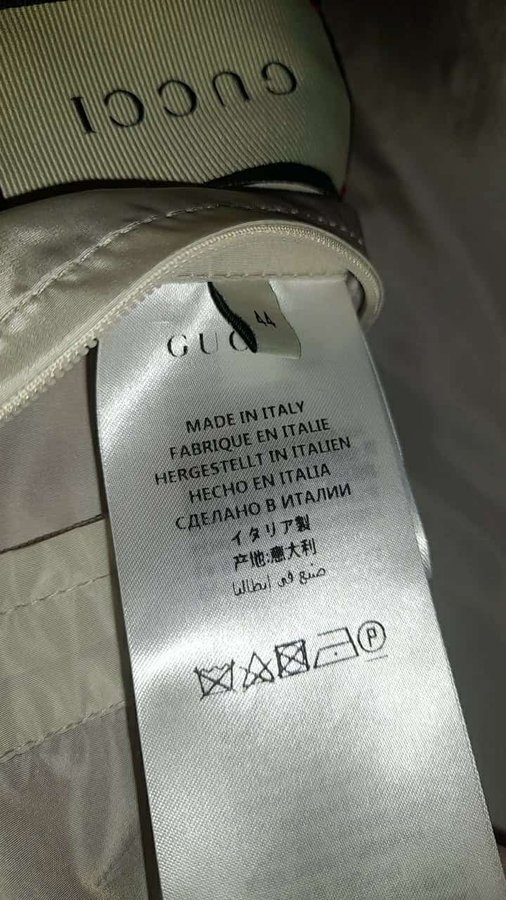 GUCCI
44
GUC
MADE IN ITALY
FABRIQUE EN ITALIE
HERGESTELLT IN ITALIEN
HECHO EN ITALIA
СДЕЛАНО В ИТАЛИИ
イタリア製
产地:意大利
صنع في إيطاليا
P